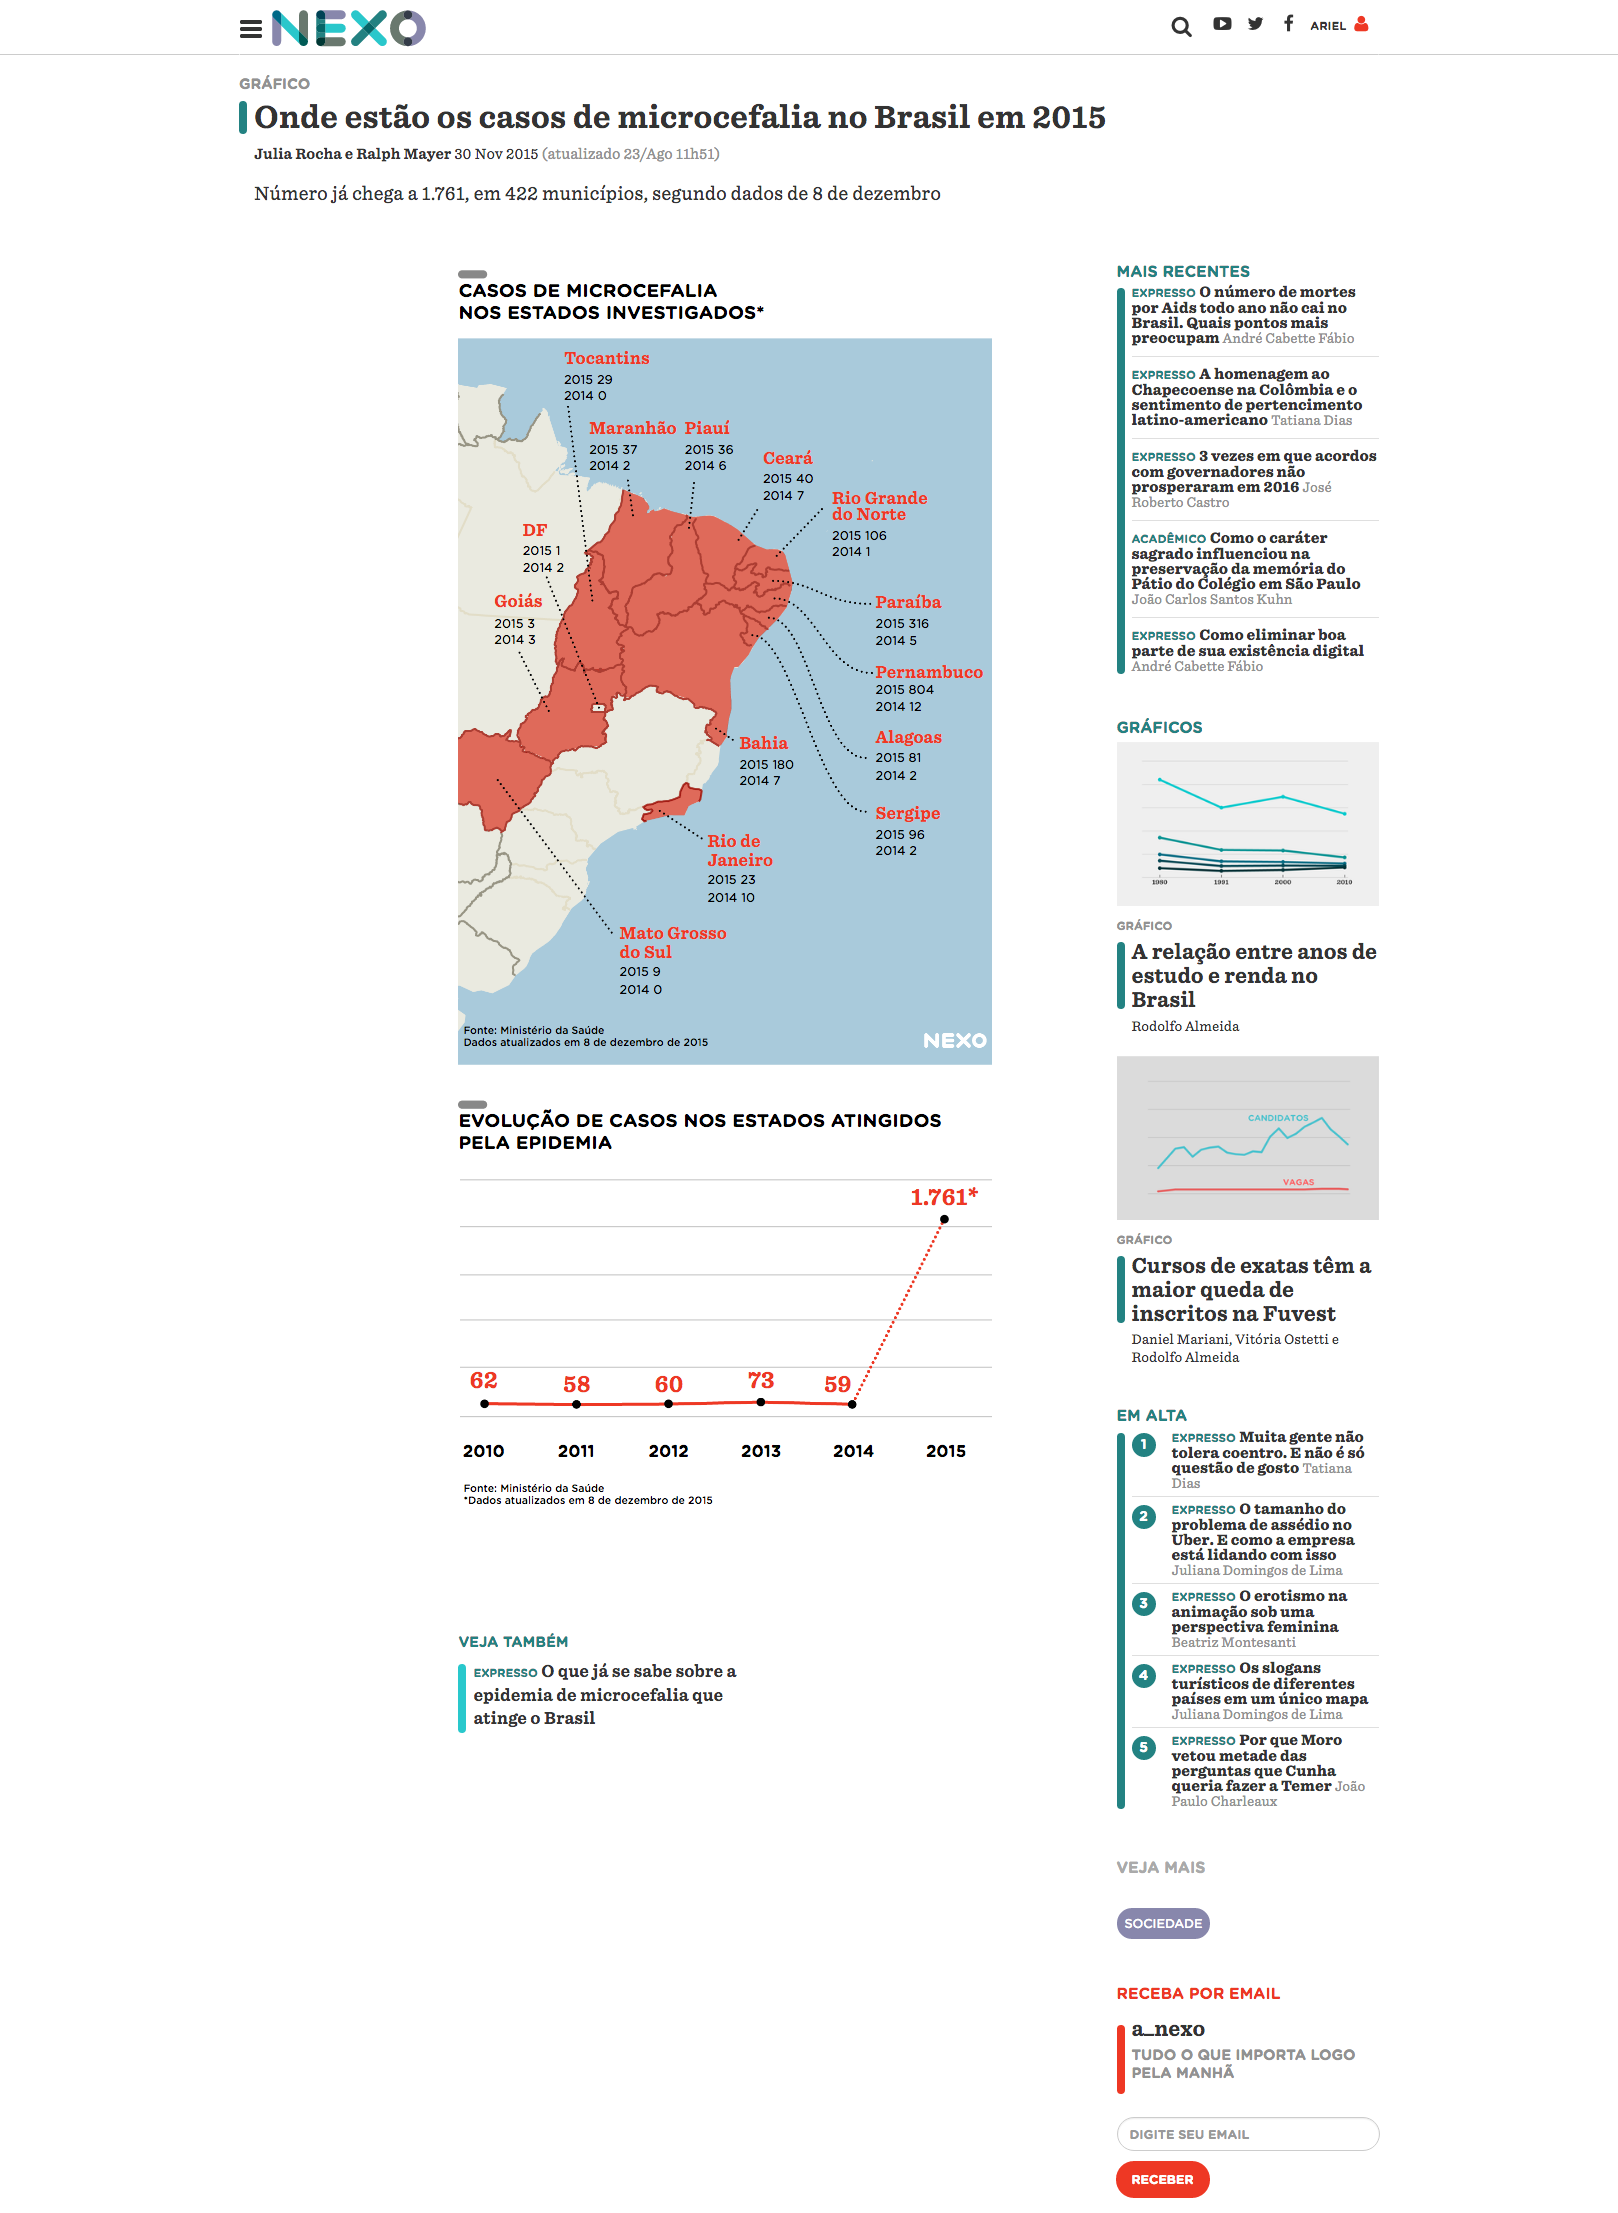 NEXO
ARIEL
GRÁFICO
Onde estão os casos de microcefalia no Brasil em 2015
Julia Rocha e Ralph Mayer 30 Nov 2015 (atualizado 23/Ago 11h51)
Número já chega a 1.761, em 422 municípios, segundo dados de 8 de dezembro
CASOS DE MICROCEFALIA
NOS ESTADOS INVESTIGADOS*
Tocantins
2015 29
2014 0
Maranhão
2015 37
2014 2
Piauí
2015 36
2014 6
Ceará
2015 40
2014 7
Rio Grande
do Norte
2015 106
2014 1
DF
2015 1
2014 2
Goiás
2015 3
2014 3
Paraíba
2015 316
2014 5
Pernambuco
2015 804
2014 12
Alagoas
2015 81
2014 2
Bahia
2015 180
2014 7
Sergipe
2015 96
2014 2
Rio de
Janeiro
2015 23
2014 10
Mato Grosso
do Sul
2015 9
2014 0
Fonte: Ministério da Saúde
Dados atualizados em 8 de dezembro de 2015
NEXO
EVOLUÇÃO DE CASOS NOS ESTADOS ATINGIDOS
PELA EPIDEMIA
1.761*
62 58 60 73 59
2010 2011 2012 2013 2014 2015
Fonte: Ministério da Saúde
*Dados atualizados em 8 de dezembro de 2015
VEJA TAMBÉM
EXPRESSO O que já se sabe sobre a
epidemia de microcefalia que
atinge o Brasil
MAIS RECENTES
EXPRESSO O número de mortes
por Aids todo ano não cai no
Brasil. Quais pontos mais
preocupam André Cabette Fábio
EXPRESSO A homenagem ao
Chapecoense na Colômbia e o
sentimento de pertencimento
latino-americano Tatiana Dias
EXPRESSO 3 vezes em que acordos
com governadores não
prosperaram em 2016 José
Roberto Castro
ACADÊMICO Como o caráter
sagrado influenciou na
preservação da memória do
Pátio do Colégio em São Paulo
João Carlos Santos Kuhn
EXPRESSO Como eliminar boa
parte de sua existência digital
André Cabette Fábio
GRÁFICOS
1980 1991 2000 2010
GRÁFICO
A relação entre anos de
estudo e renda no
Brasil
Rodolfo Almeida
CANDIDATOS
VAGAS
GRÁFICO
Cursos de exatas têm a
maior queda de
inscritos na Fuvest
Daniel Mariani, Vitória Ostetti e
Rodolfo Almeida
EM ALTA
1 EXPRESSO Muita gente não
tolera coentro. E não é só
questão de gosto Tatiana
Dias
2 EXPRESSO O tamanho do
problema de assédio no
Uber. E como a empresa
está lidando com isso
Juliana Domingos de Lima
3 EXPRESSO O erotismo na
animação sob uma
perspectiva feminina
Beatriz Montesanti
4 EXPRESSO Os slogans
turísticos de diferentes
países em um único mapa
Juliana Domingos de Lima
5 EXPRESSO Por que Moro
vetou metade das
perguntas que Cunha
queria fazer a Temer João
Paulo Charleaux
VEJA MAIS
SOCIEDADE
RECEBA POR EMAIL
a_nexo
TUDO O QUE IMPORTA LOGO
PELA MANHÃ
DIGITE SEU EMAIL
RECEBER